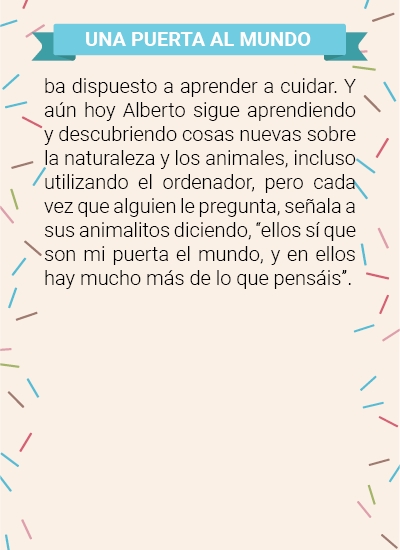 UNA PUERTA AL MUNDO
ba dispuesto a aprender a cuidar. Y
aún hoy Alberto sigue aprendiendo
y descubriendo cosas nuevas sobre
la naturaleza y los animales, incluso
utilizando el ordenador, pero cada
vez que alguien le pregunta, señala a
sus animalitos diciendo, “ellos sí que
son mi puerta el mundo, y en ellos
hay mucho más de lo que pensáis”.